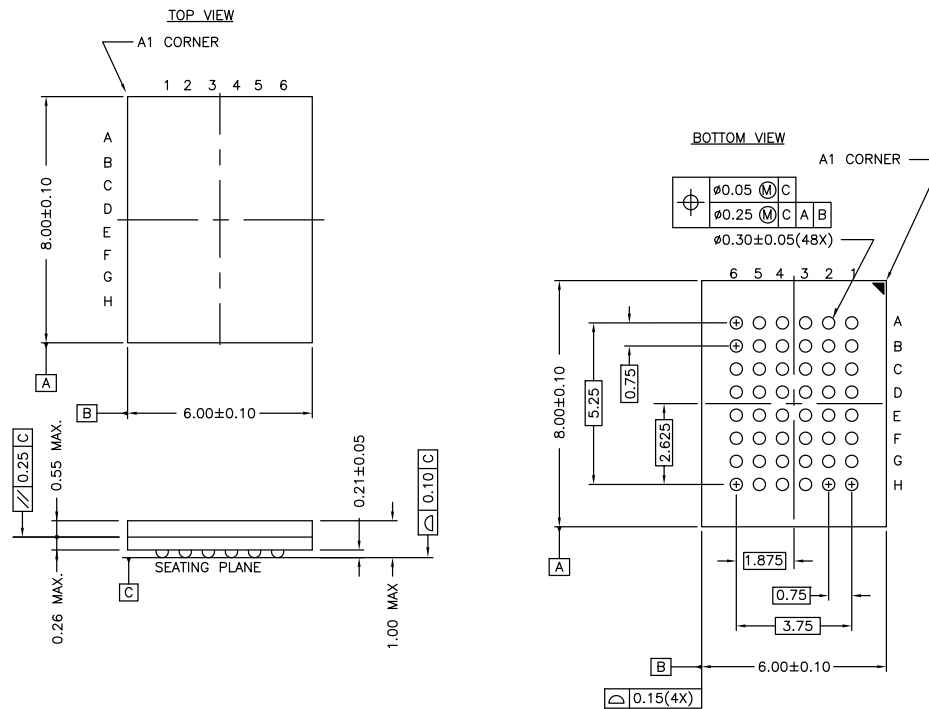 TOP VIEW
A1 CORNER
1 2 3 4 5 6
A
B
C
D
E
F
G
H
8.00±0.10
A
B
6.00±0.10
// 0.25 C
0.55 MAX.
0.21±0.05
⌓ 0.10 C
SEATING PLANE
C
0.26 MAX.
1.00 MAX
BOTTOM VIEW
A1 CORNER
⌖ ø0.05 Ⓜ C
ø0.25 Ⓜ C A B
ø0.30±0.05(48X)
6 5 4 3 2 1
A
B
C
D
E
F
G
H
8.00±0.10
5.25
0.75
2.625
A
1.875
0.75
3.75
B
6.00±0.10
⌓ 0.15(4X)